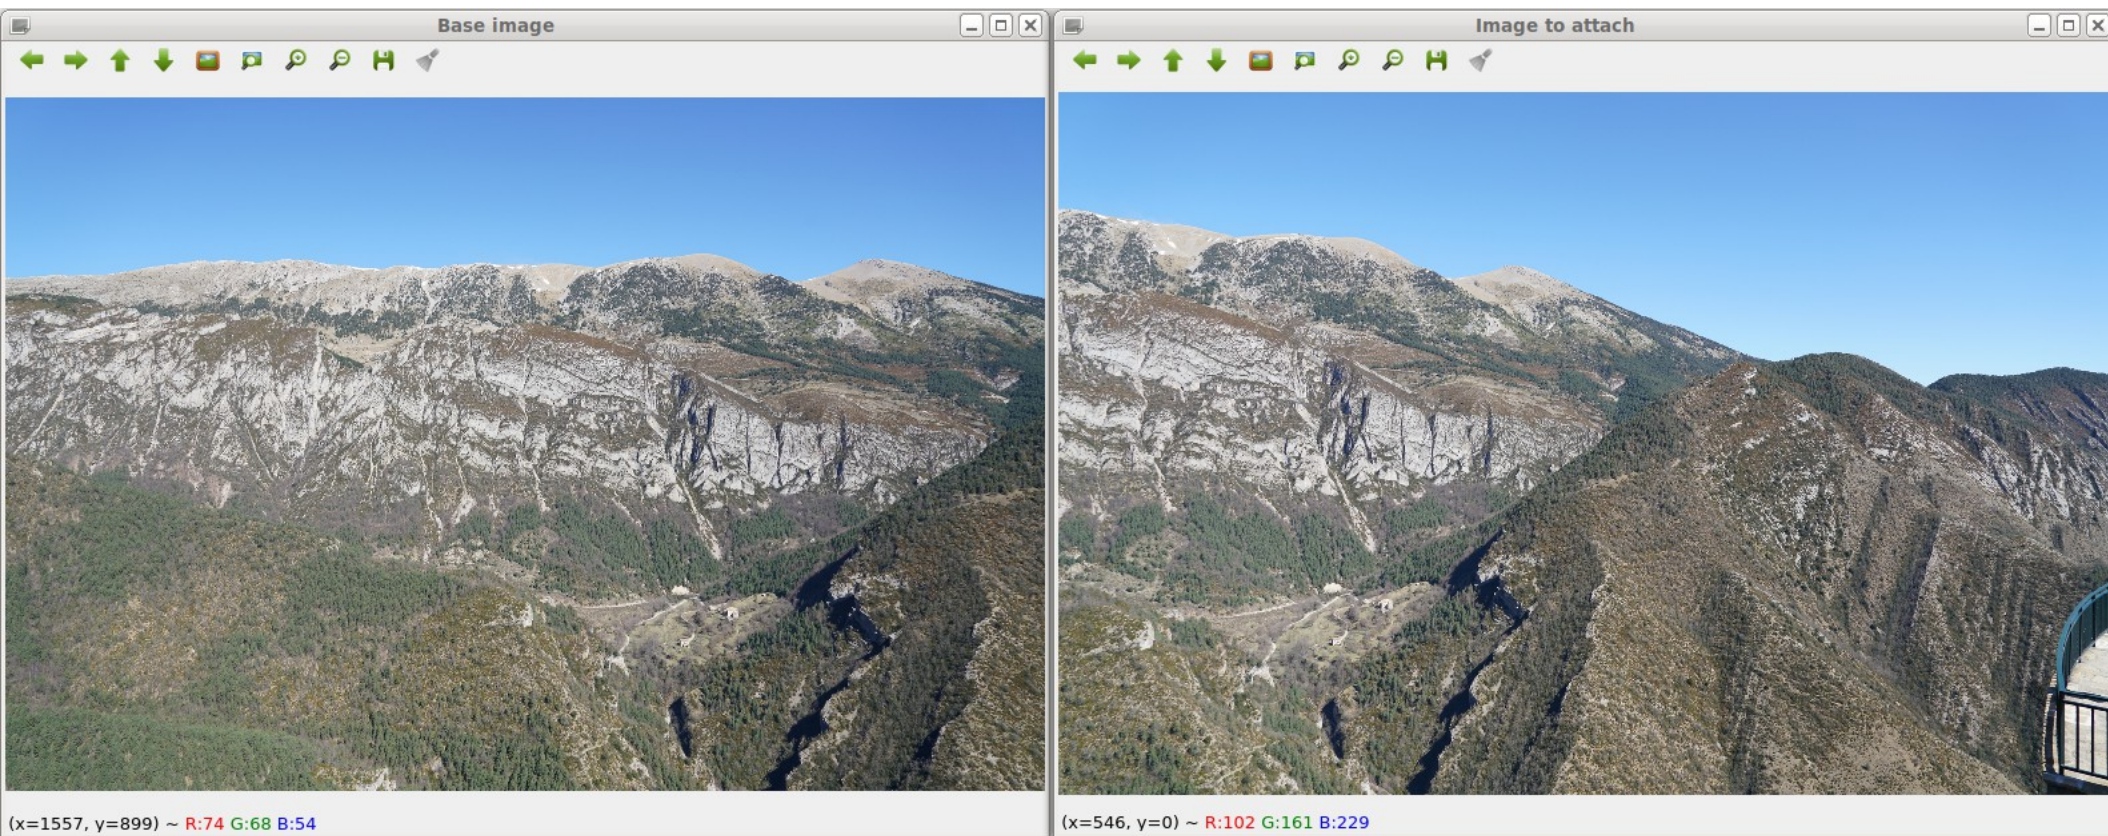 Base image
Image to attach
(x=1557, y=899) ~ R:74 G:68 B:54
(x=546, y=0) ~ R:102 G:161 B:229